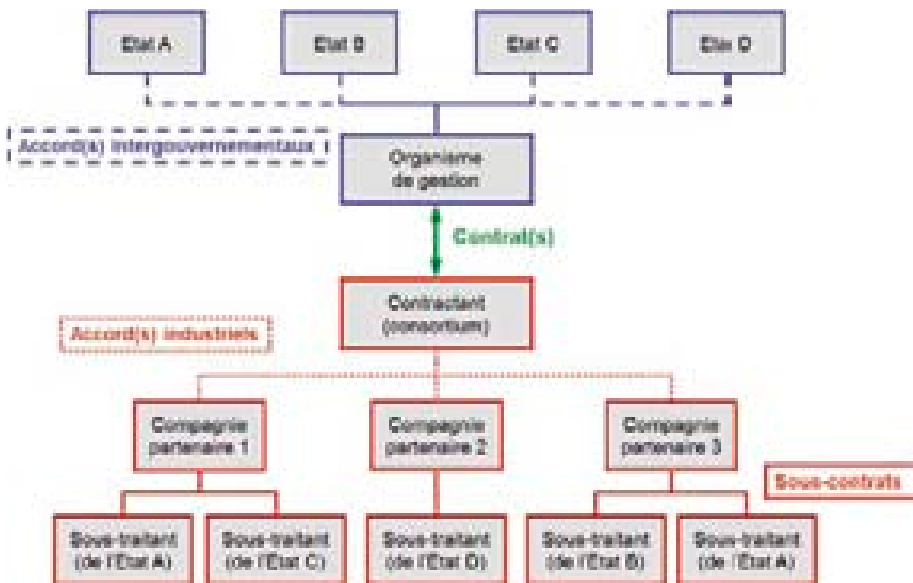 Etat A
Etat B
Etat C
Etat D
Accord(s) intergouvernementaux
Organisme
de gestion
Contrat(s)
Contractant
(consortium)
Accord(s) industriels
Compagnie
partenaire 1
Compagnie
partenaire 2
Compagnie
partenaire 3
Sous-contrats
Sous-traitant
(de l'Etat A)
Sous-traitant
(de l'Etat C)
Sous-traitant
(de l'Etat D)
Sous-traitant
(de l'Etat B)
Sous-traitant
(de l'Etat A)